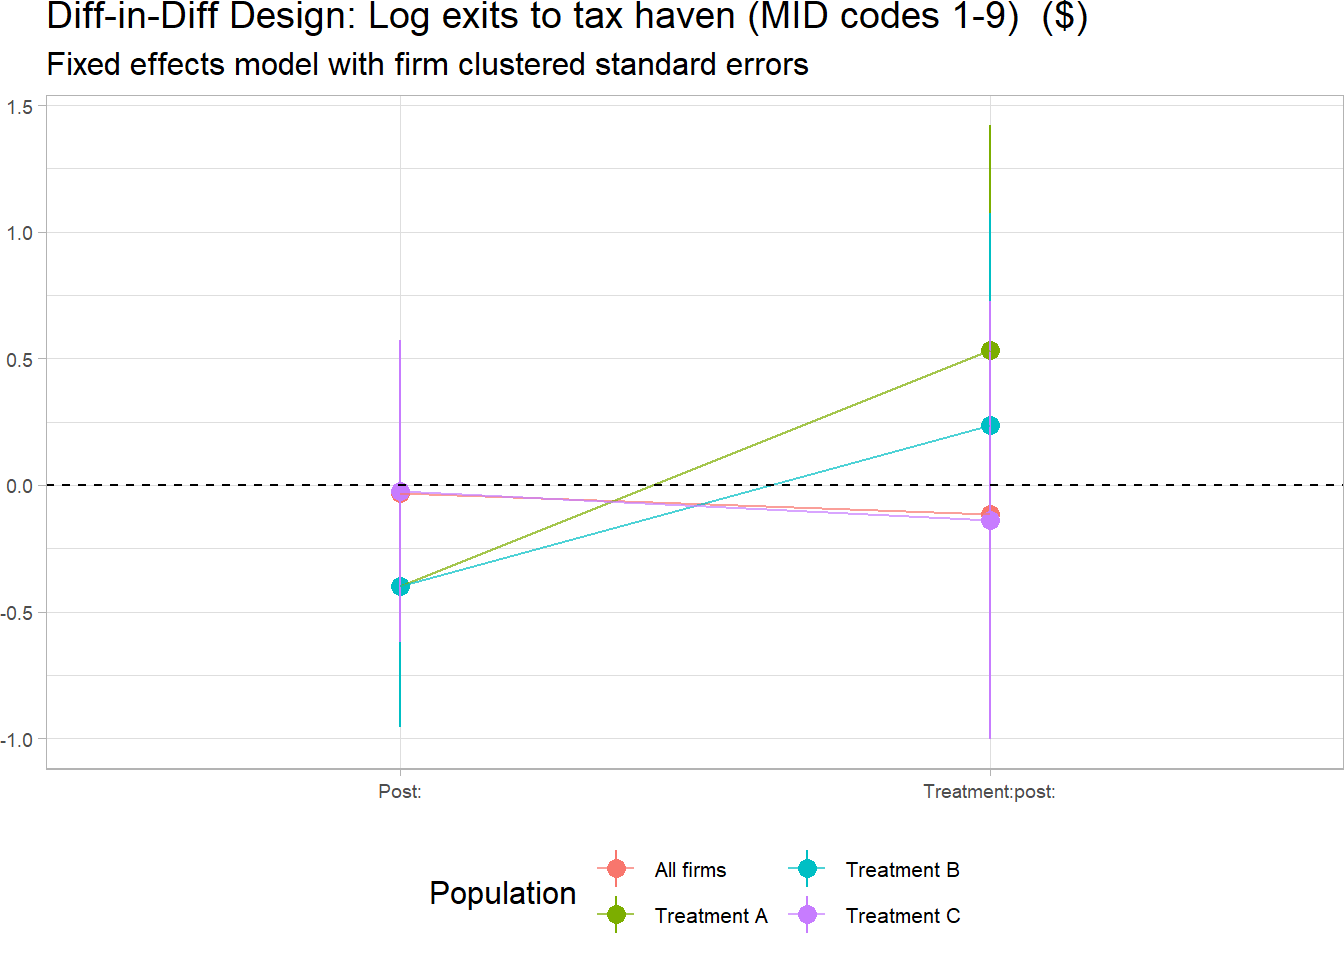 Diff-in-Diff Design: Log exits to tax haven (MID codes 1-9)  ($)
Fixed effects model with firm clustered standard errors
1.5
1.0
0.5
0.0
-0.5
-1.0
Post:
Treatment:post:
Population
All firms
Treatment B
Treatment A
Treatment C